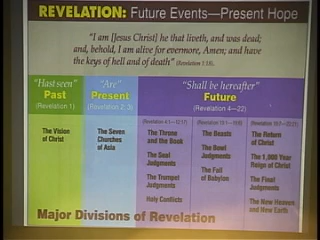 REVELATION: Future Events—Present Hope
"I am [Jesus Christ] he that liveth, and was dead;
and, behold, I am alive for evermore, Amen; and have
the keys of hell and of death" (Revelation 1:18).
"Hast seen"
Past
(Revelation 1)
"Are"
Present
(Revelation 2; 3)
"Shall be hereafter"
Future
(Revelation 4—22)
The Vision
of Christ
The Seven
Churches
of Asia
The Throne
and the Book
The Seal
Judgments
The Trumpet
Judgments
Holy Conflicts
The Beasts
The Bowl
Judgments
The Fall
of Babylon
The Return
of Christ
The 1,000 Year
Reign of Christ
The Final
Judgments
The New Heaven
and New Earth
Major Divisions of Revelation